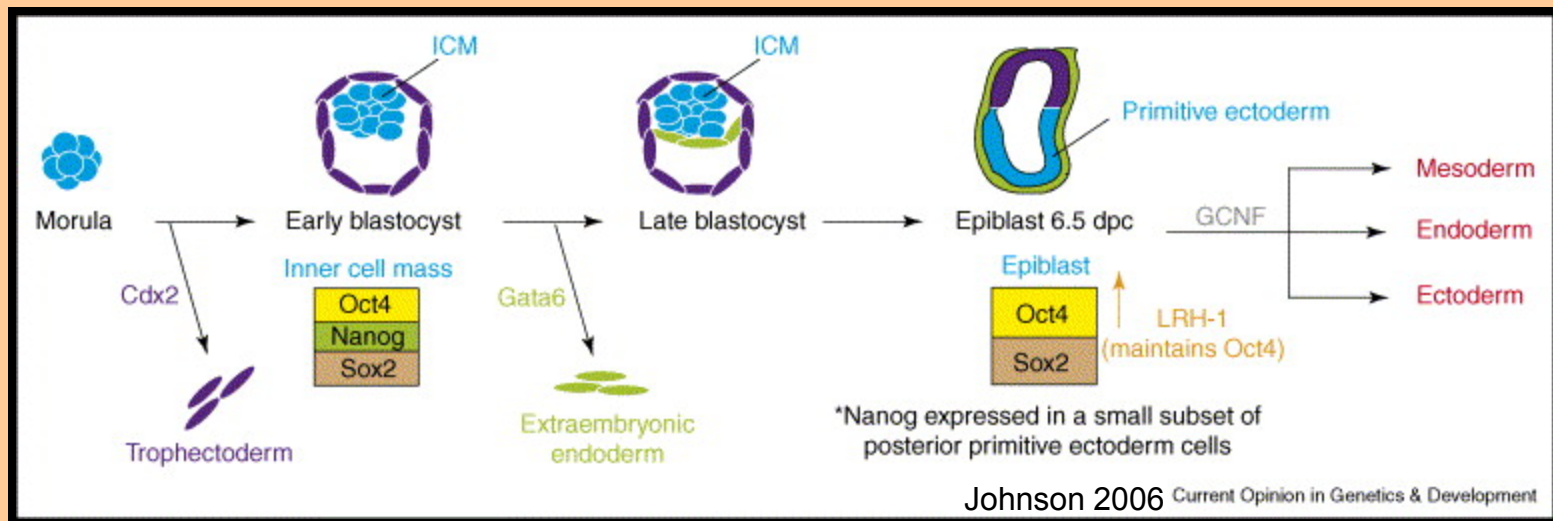 ICM
ICM
Primitive ectoderm
Morula
Early blastocyst
Late blastocyst
Epiblast 6.5 dpc
GCNF
Mesoderm
Endoderm
Ectoderm
Cdx2
Inner cell mass
Oct4
Nanog
Sox2
Gata6
Epiblast
Oct4
Sox2
LRH-1
(maintains Oct4)
Trophectoderm
Extraembryonic
endoderm
*Nanog expressed in a small subset of
posterior primitive ectoderm cells
Johnson 2006 Current Opinion in Genetics & Development